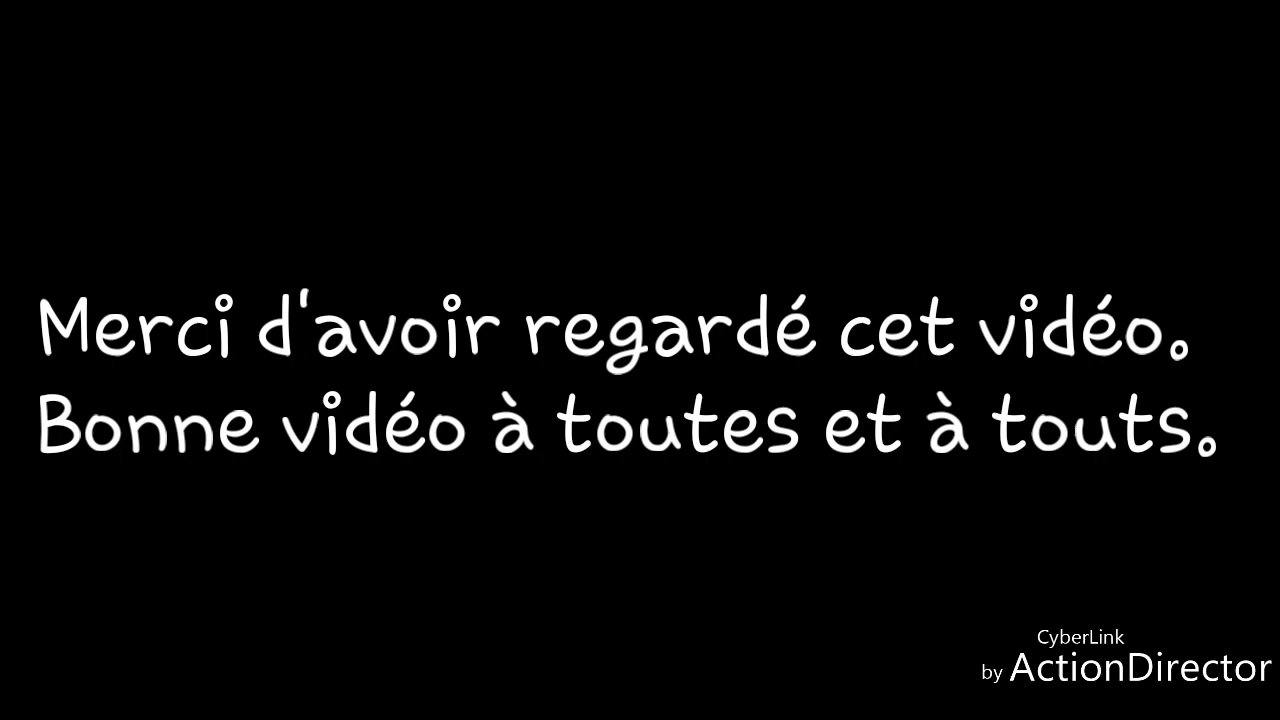 Merci d'avoir regardé cet vidéo.
Bonne vidéo à toutes et à touts.
CyberLink
by ActionDirector